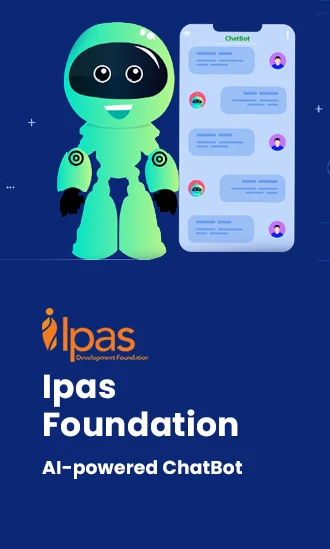 ChatBot
Ipas
Development Foundation
Ipas
Foundation
AI-powered ChatBot